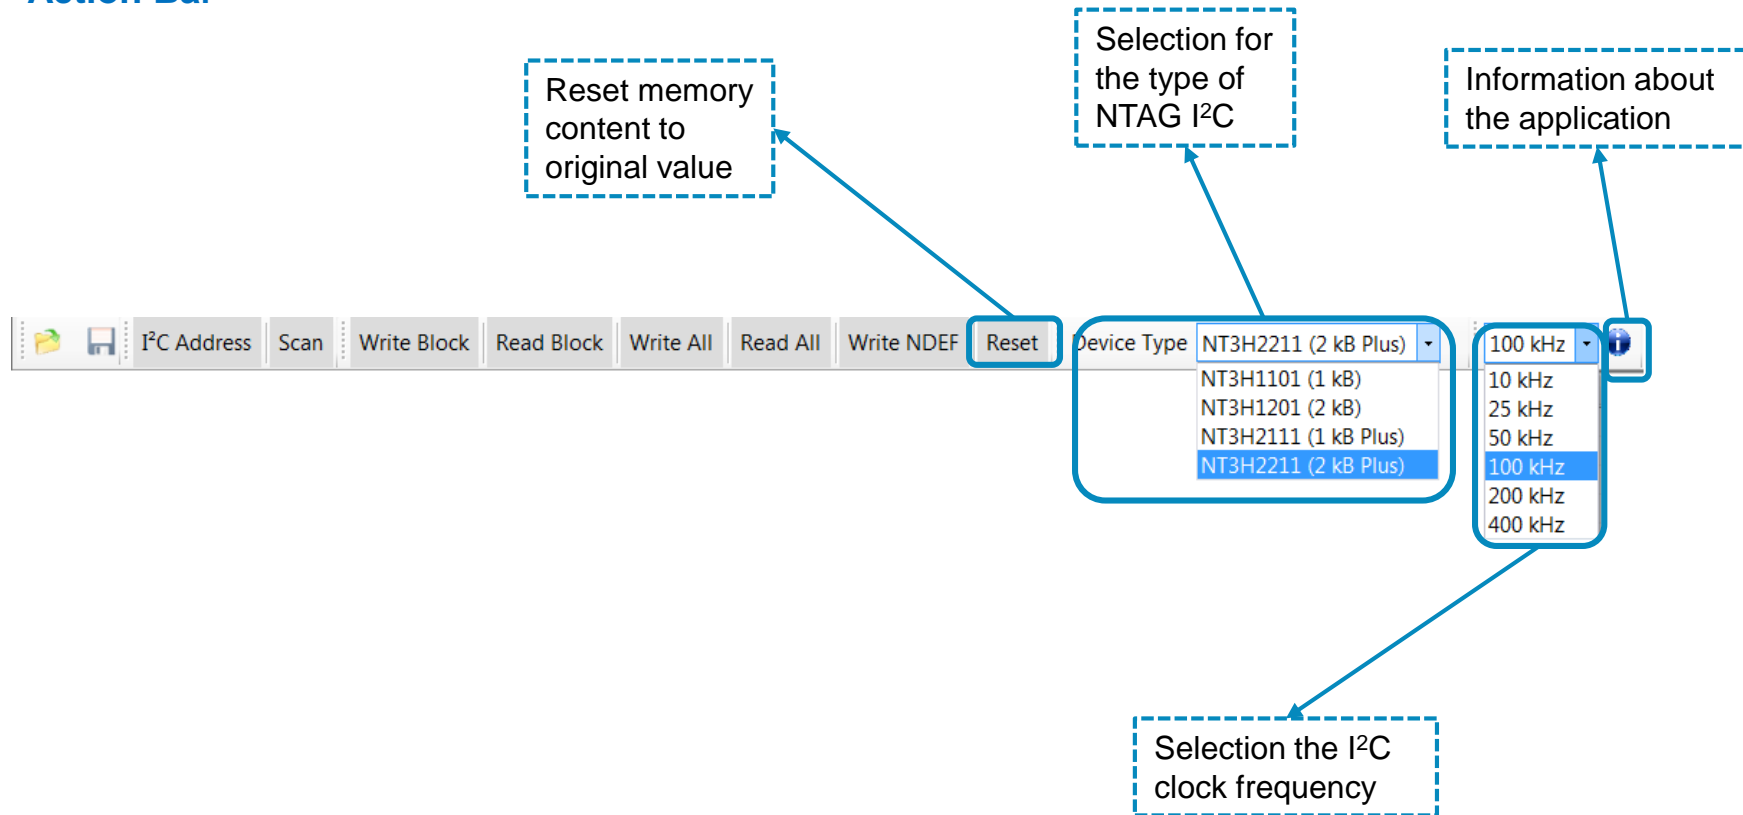 Action Bar
Selection for
the type of
NTAG I²C
Information about
the application
Reset memory
content to
original value
I²C Address Scan Write Block Read Block Write All Read All Write NDEF Reset Device Type NT3H2211 (2 kB Plus) 100 kHz
NT3H1101 (1 kB)
NT3H1201 (2 kB)
NT3H2111 (1 kB Plus)
NT3H2211 (2 kB Plus)
10 kHz
25 kHz
50 kHz
100 kHz
200 kHz
400 kHz
Selection the I²C
clock frequency